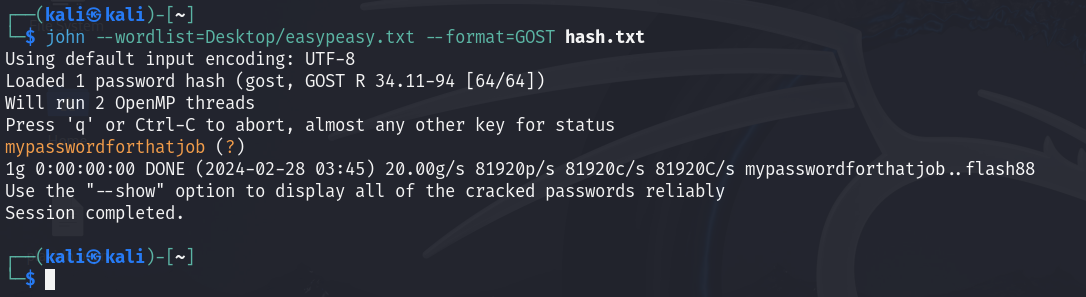 ┌──(kali㉿kali)-[~]
└─$ john --wordlist=Desktop/easypeasy.txt --format=GOST hash.txt
Using default input encoding: UTF-8
Loaded 1 password hash (gost, GOST R 34.11-94 [64/64])
Will run 2 OpenMP threads
Press 'q' or Ctrl-C to abort, almost any other key for status
mypasswordforthatjob (?)
1g 0:00:00:00 DONE (2024-02-28 03:45) 20.00g/s 81920p/s 81920c/s 81920C/s mypasswordforthatjob..flash88
Use the "--show" option to display all of the cracked passwords reliably
Session completed.
┌──(kali㉿kali)-[~]
└─$